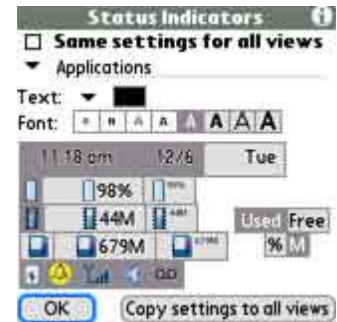 Status Indicators i
Same settings for all views
Applications
Text:
Font: A A A A A A
11:18 am 12/6 Tue
98%
44M Used Free
679M % M
OK Copy settings to all views